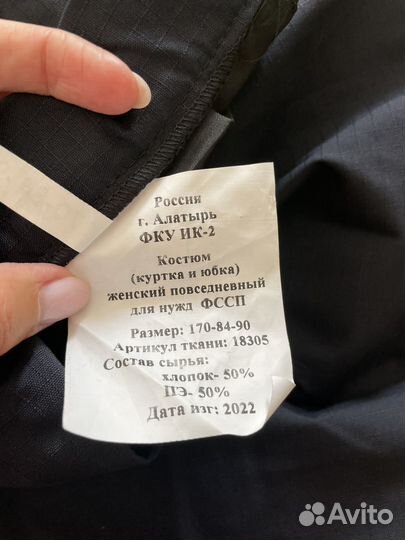 Россия
г. Алатырь
ФКУ ИК-2
Костюм
(куртка и юбка)
женский повседневный
для нужд ФССП
Размер: 170-84-90
Артикул ткани: 18305
Состав сырья:
хлопок- 50%
ПЭ- 50%
Дата изг: 2022
Avito